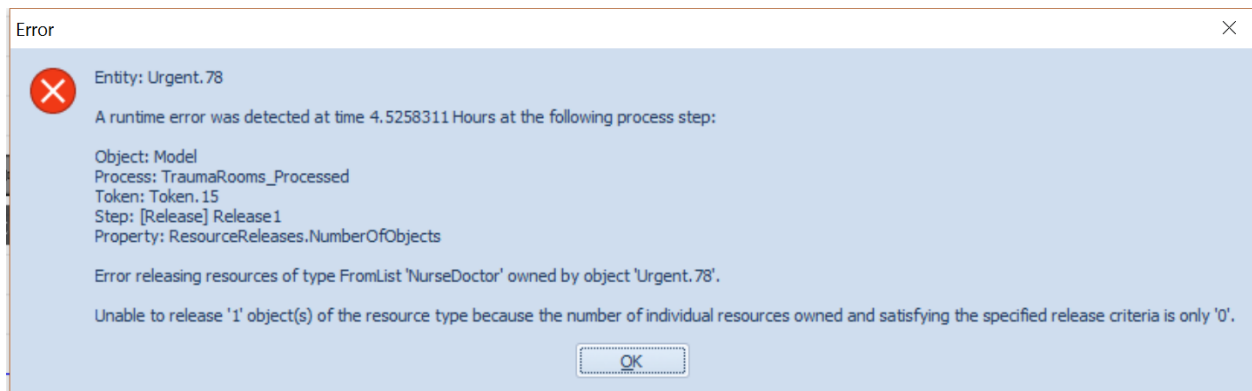 Error
Entity: Urgent.78
A runtime error was detected at time 4.5258311 Hours at the following process step:
Object: Model
Process: TraumaRooms_Processed
Token: Token.15
Step: [Release] Release1
Property: ResourceReleases.NumberOfObjects
Error releasing resources of type FromList 'NurseDoctor' owned by object 'Urgent.78'.
Unable to release '1' object(s) of the resource type because the number of individual resources owned and satisfying the specified release criteria is only '0'.
OK